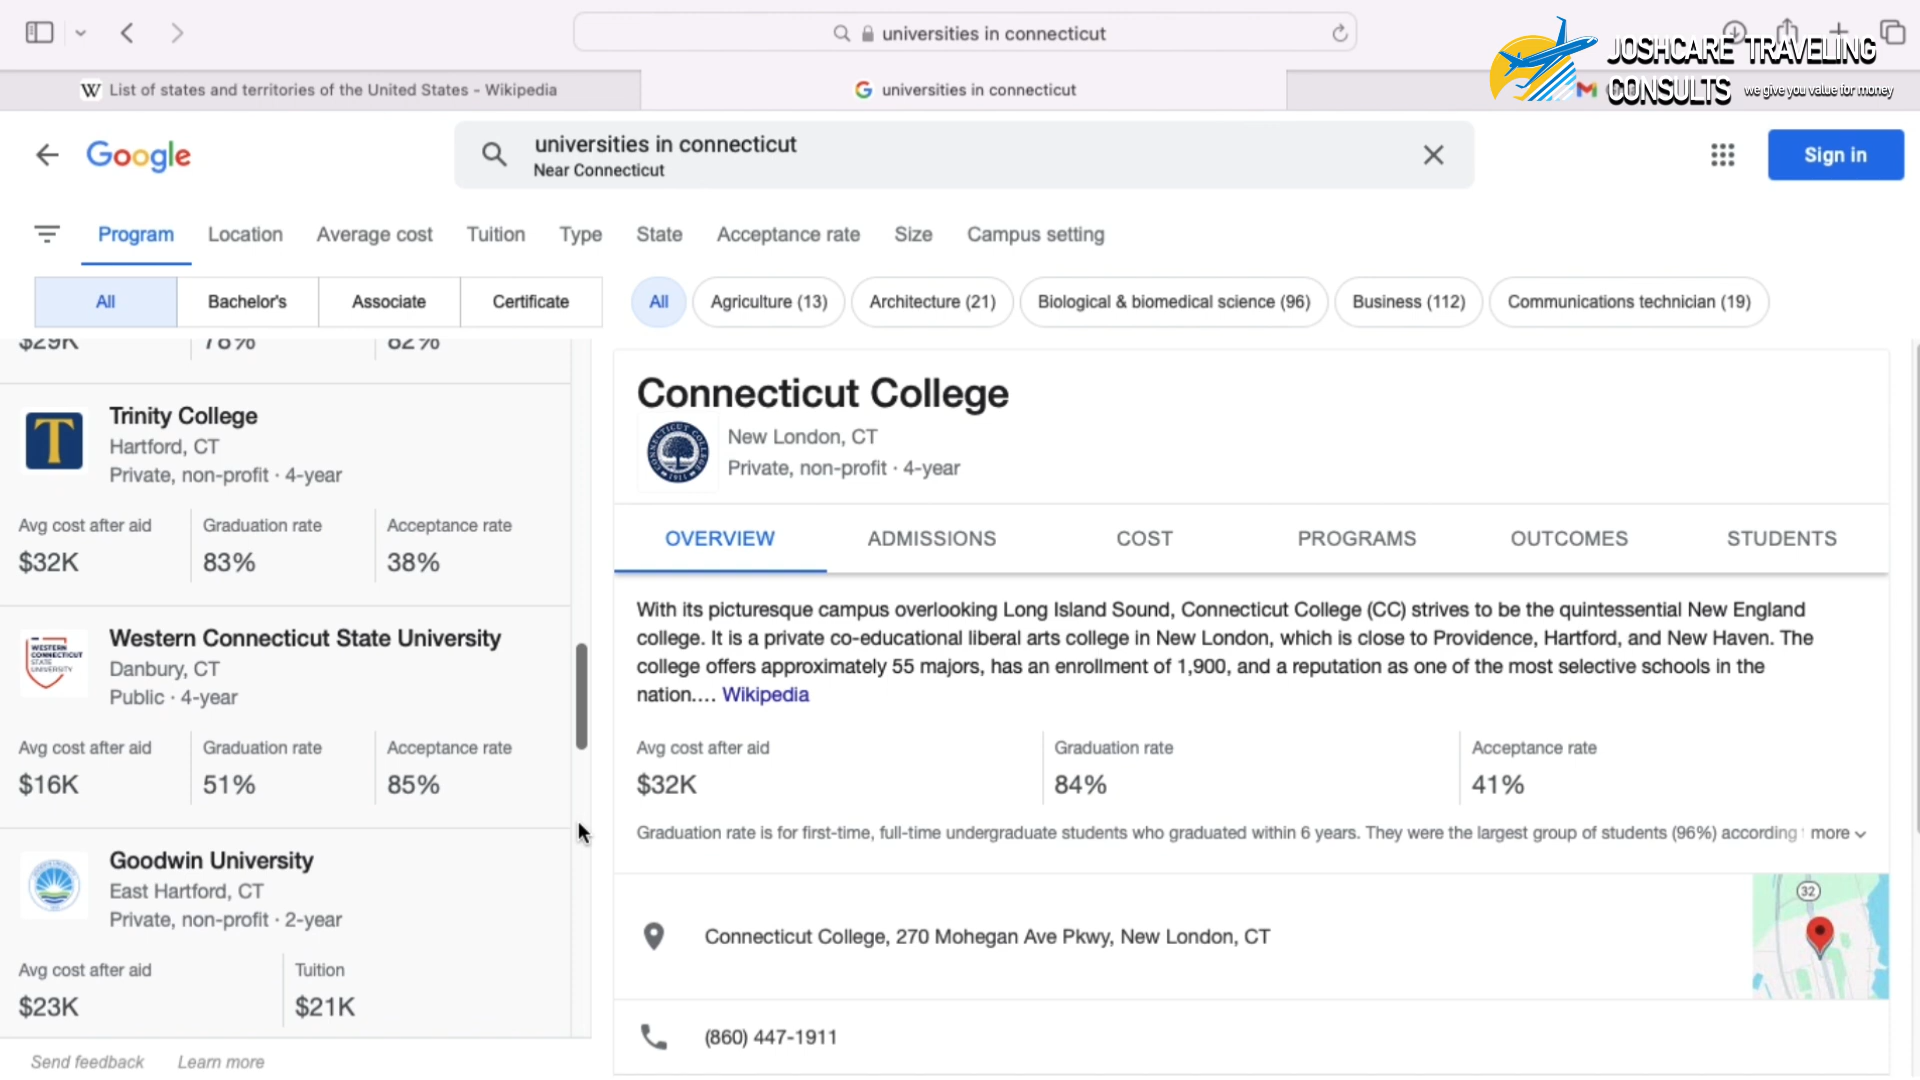 universities in connecticut
JOSHCARE TRAVELING
CONSULTS we give you value for money
W List of states and territories of the United States - Wikipedia
universities in connecticut
Google
universities in connecticut
Near Connecticut
Sign in
Program Location Average cost Tuition Type State Acceptance rate Size Campus setting
All Bachelor's Associate Certificate
All Agriculture (13) Architecture (21) Biological & biomedical science (96) Business (112) Communications technician (19)
$29K 78% 62%
Trinity College
Hartford, CT
Private, non-profit · 4-year
Avg cost after aid Graduation rate Acceptance rate
$32K 83% 38%
Western Connecticut State University
Danbury, CT
Public · 4-year
Avg cost after aid Graduation rate Acceptance rate
$16K 51% 85%
WESTERN
CONNECTICUT
STATE
UNIVERSITY
Goodwin University
East Hartford, CT
Private, non-profit · 2-year
Avg cost after aid Tuition
$23K $21K
Send feedback Learn more
Connecticut College
New London, CT
Private, non-profit · 4-year
CONNECTICUT COLLEGE
1911
OVERVIEW ADMISSIONS COST PROGRAMS OUTCOMES STUDENTS
With its picturesque campus overlooking Long Island Sound, Connecticut College (CC) strives to be the quintessential New England
college. It is a private co-educational liberal arts college in New London, which is close to Providence, Hartford, and New Haven. The
college offers approximately 55 majors, has an enrollment of 1,900, and a reputation as one of the most selective schools in the
nation.... Wikipedia
Avg cost after aid Graduation rate Acceptance rate
$32K 84% 41%
Graduation rate is for first-time, full-time undergraduate students who graduated within 6 years. They were the largest group of students (96%) according more
Connecticut College, 270 Mohegan Ave Pkwy, New London, CT
32
(860) 447-1911